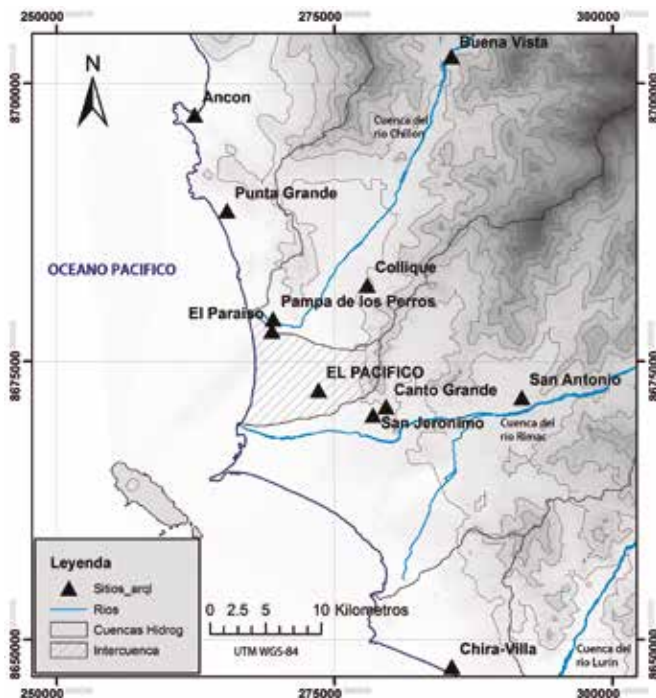 250000 275000 300000
Buena Vista
8700000
8700000
N
Ancon
Cuenca del
rio Chillon
Punta Grande
OCEANO PACIFICO
Collique
Pampa de los Perros
El Paraiso
8675000
8675000
EL PACIFICO
San Antonio
Canto Grande
San Jeronimo
Cuenca del
rio Rimac
Leyenda
Sitios_arql
Rios
Cuencas Hidrog
Intercuenca
0 2.5 5 10 Kilometros
UTM WGS-84
8650000
8650000
Chira-Villa
Cuenca del
rio Lurin
250000 275000 300000